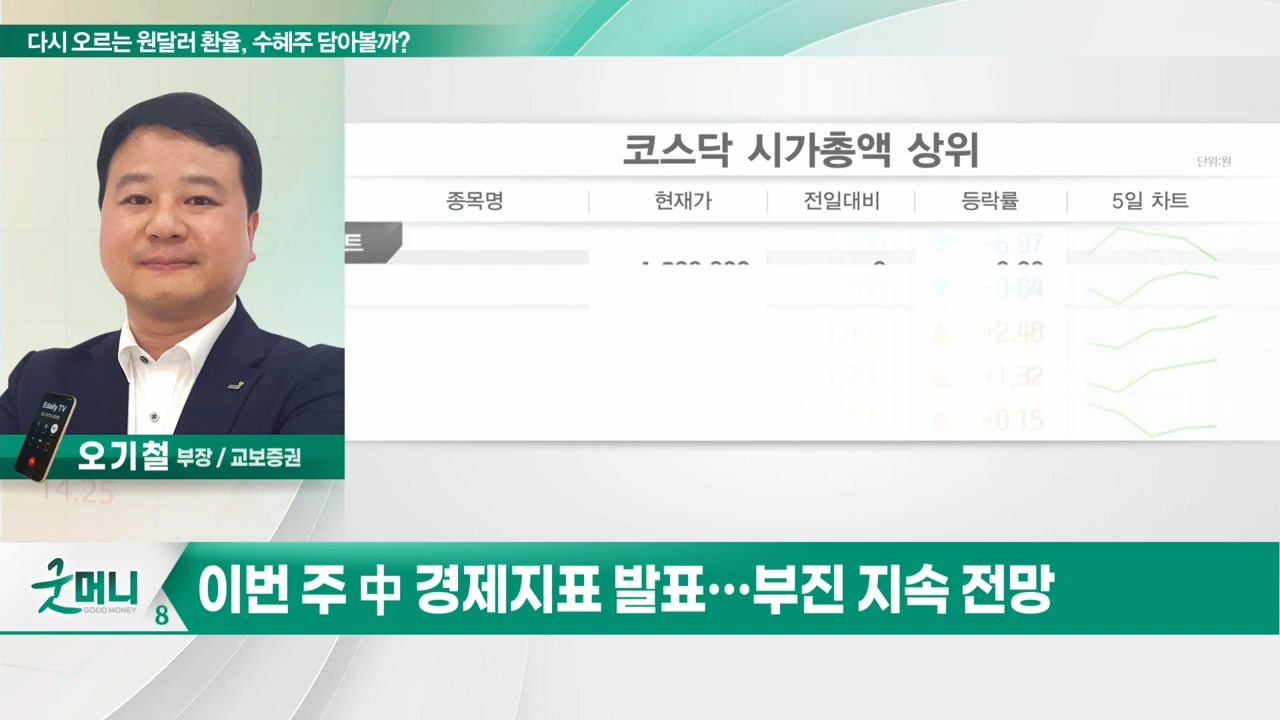 다시 오르는 원달러 환율, 수혜주 담아볼까?
코스닥 시가총액 상위
단위:원
종목명 현재가 전일대비 등락률 5일 차트
트
-6.97
-0.64
+2.48
+1.32
+0.15
Edaily TV
오기철 부장 / 교보증권
14.25
굿머니
GOOD MONEY
8
이번 주 中 경제지표 발표…부진 지속 전망